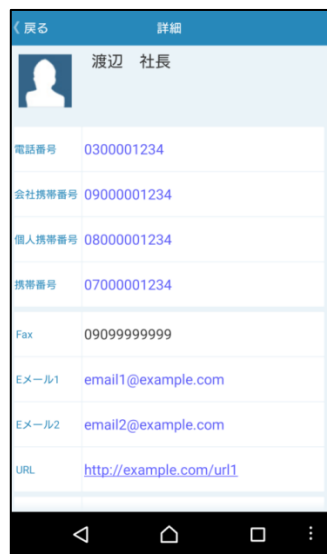 《 戻る 詳細
渡辺　社長
電話番号 0300001234
会社携帯番号 09000001234
個人携帯番号 08000001234
携帯番号 07000001234
Fax 09099999999
Eメール1 email1@example.com
Eメール2 email2@example.com
URL http://example.com/url1